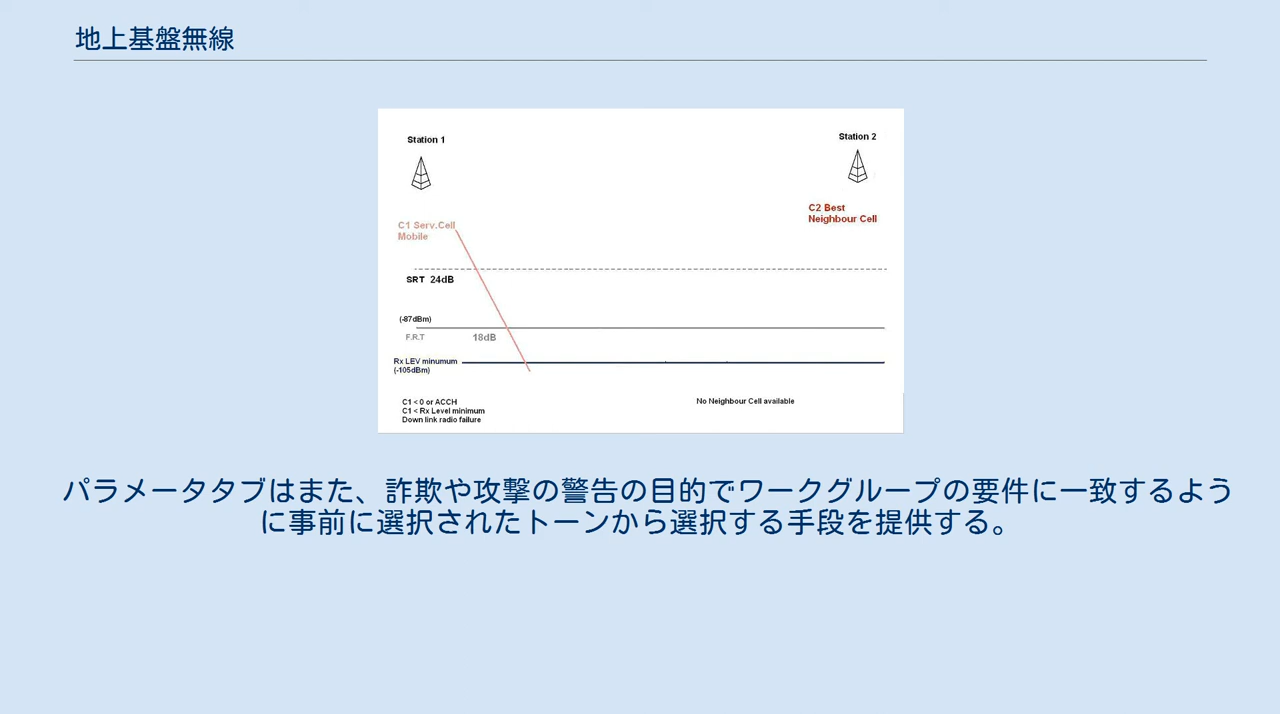 地上基盤無線
Station 1
Station 2
C2 Best
Neighbour Cell
C1 Serv.Cell
Mobile
SRT 24dB
(-87dBm)
F.R.T 18dB
Rx LEV minumum
(-105dBm)
C1 < 0 or ACCH
C1 < Rx Level minimum
Down link radio failure
No Neighbour Cell available
パラメータタブはまた、詐欺や攻撃の警告の目的でワークグループの要件に一致するよう
に事前に選択されたトーンから選択する手段を提供する。